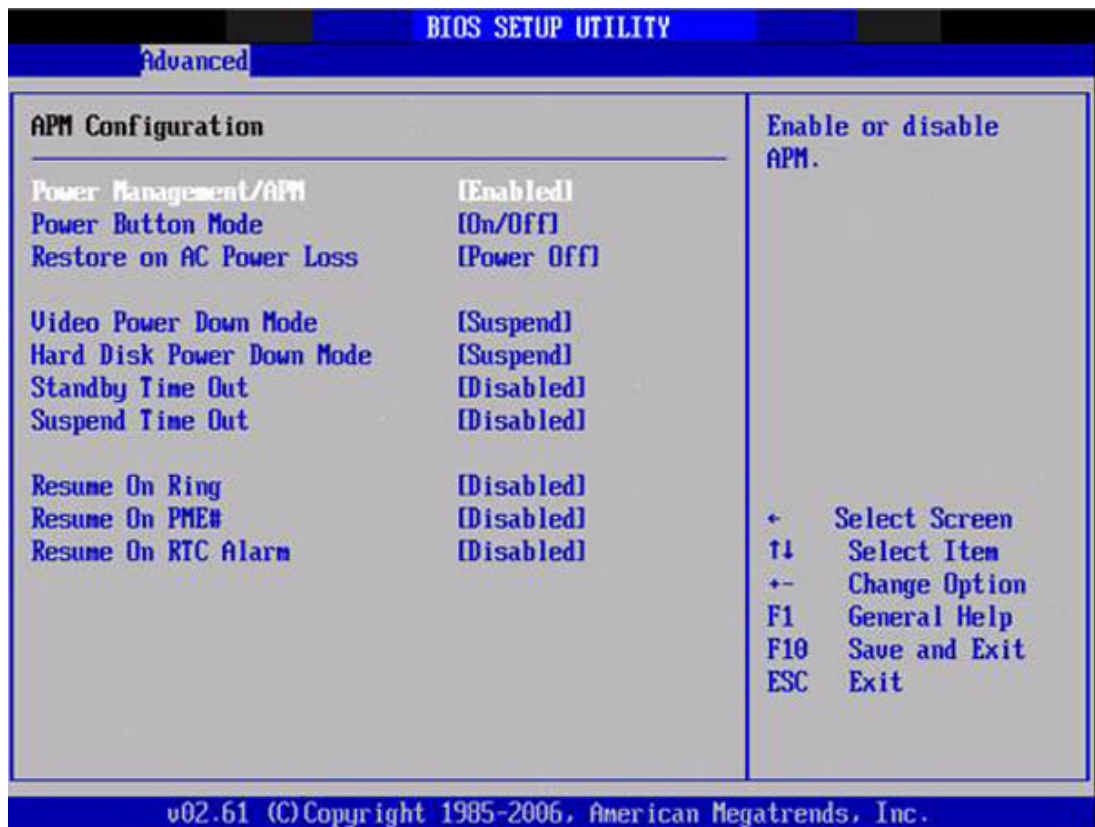 BIOS SETUP UTILITY
Advanced
APM Configuration
Power Management/APM [Enabled]
Power Button Mode [On/Off]
Restore on AC Power Loss [Power Off]
Video Power Down Mode [Suspend]
Hard Disk Power Down Mode [Suspend]
Standby Time Out [Disabled]
Suspend Time Out [Disabled]
Resume On Ring [Disabled]
Resume On PME# [Disabled]
Resume On RTC Alarm [Disabled]
Enable or disable
APM.
← Select Screen
↑↓ Select Item
+- Change Option
F1 General Help
F10 Save and Exit
ESC Exit
v02.61 (C)Copyright 1985-2006, American Megatrends, Inc.